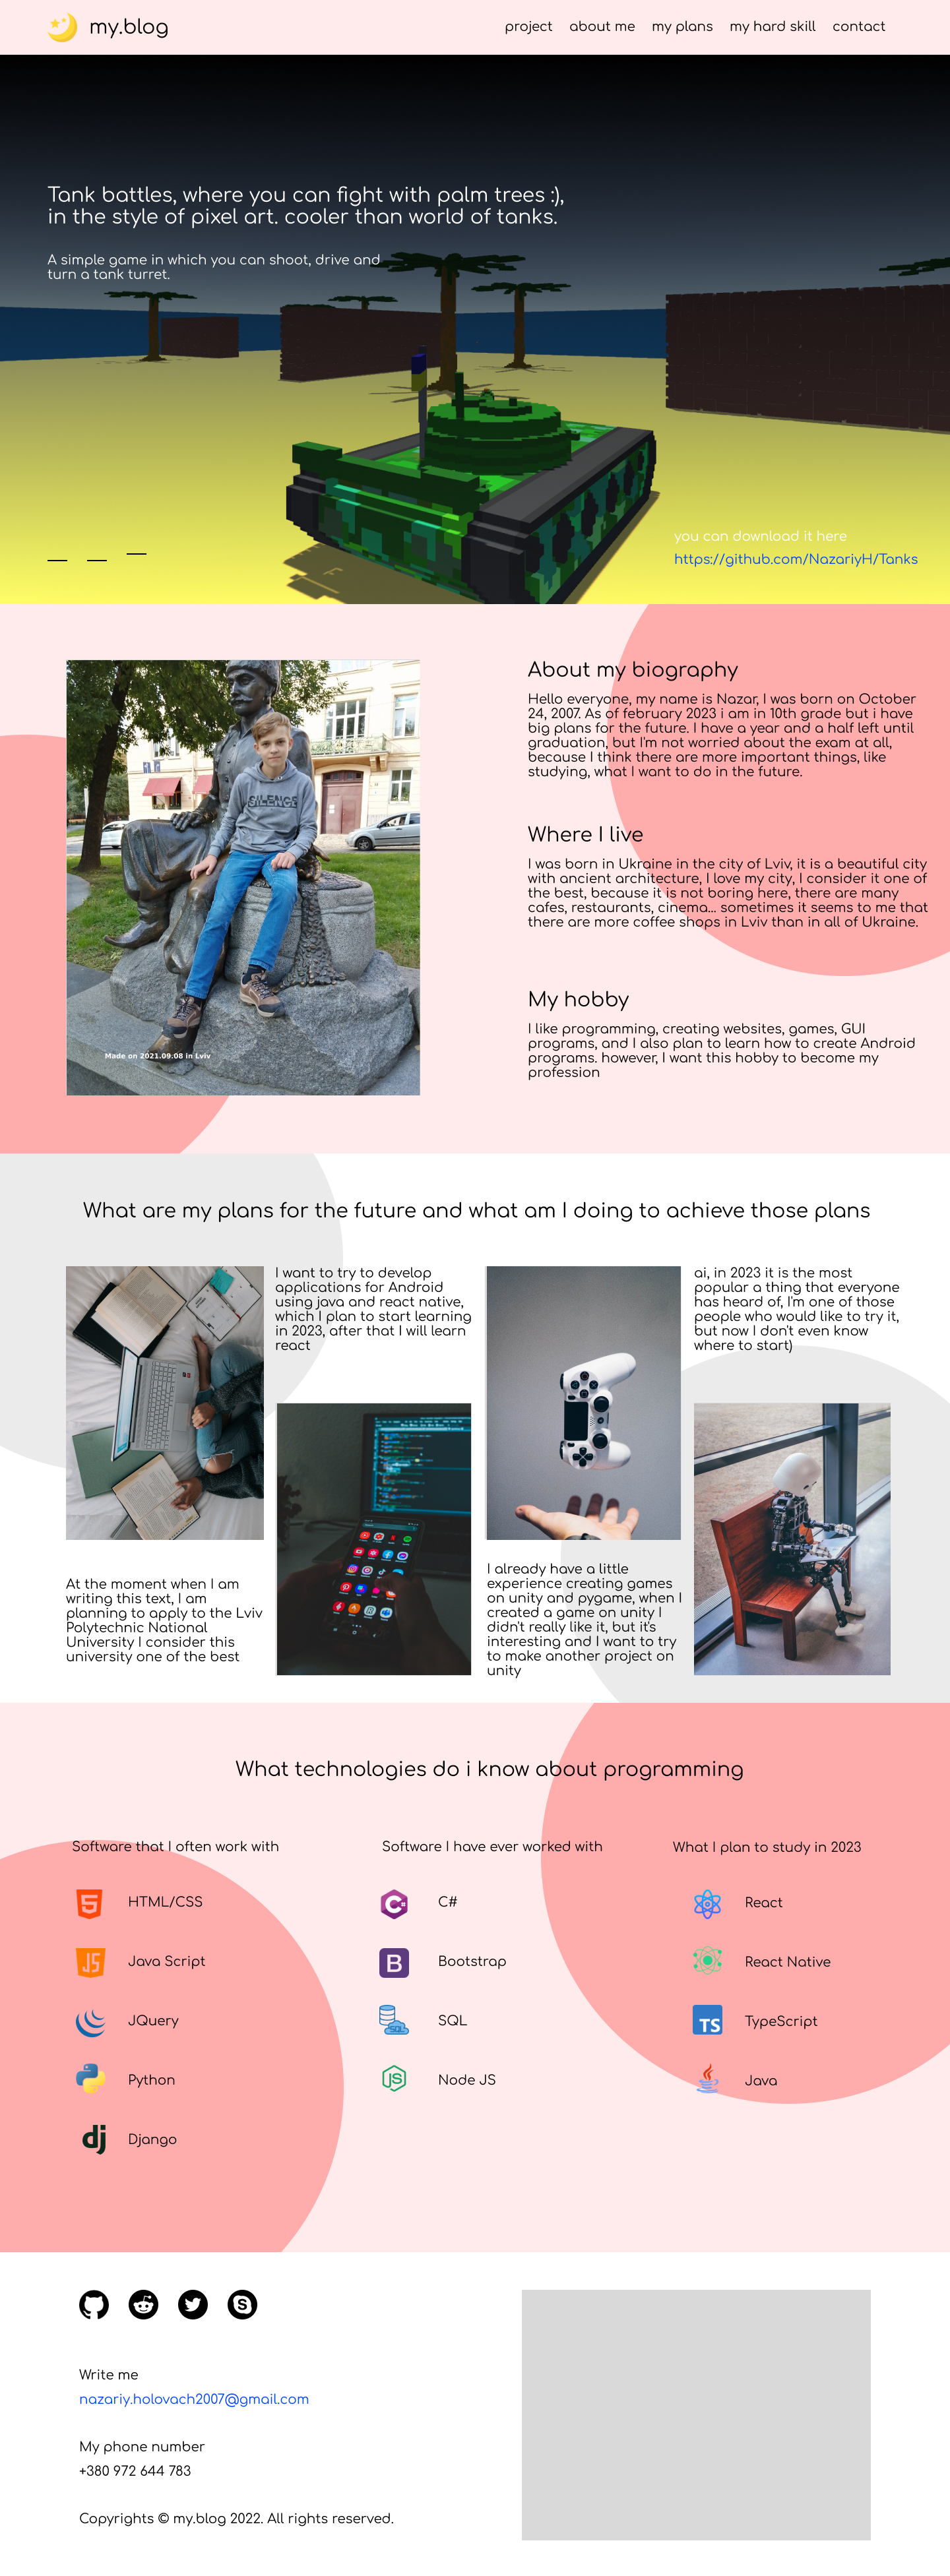 my.blog
project about me my plans my hard skill contact
Tank battles, where you can fight with palm trees :),
in the style of pixel art. cooler than world of tanks.
A simple game in which you can shoot, drive and
turn a tank turret.
you can download it here
https://github.com/NazariyH/Tanks
SILENCE
Made on 2021.09.08 in Lviv
About my biography
Hello everyone, my name is Nazar, I was born on October
24, 2007. As of february 2023 i am in 10th grade but i have
big plans for the future. I have a year and a half left until
graduation, but I'm not worried about the exam at all,
because I think there are more important things, like
studying, what I want to do in the future.
Where I live
I was born in Ukraine in the city of Lviv, it is a beautiful city
with ancient architecture, I love my city, I consider it one of
the best, because it is not boring here, there are many
cafes, restaurants, cinema... sometimes it seems to me that
there are more coffee shops in Lviv than in all of Ukraine.
My hobby
I like programming, creating websites, games, GUI
programs, and I also plan to learn how to create Android
programs. however, I want this hobby to become my
profession
What are my plans for the future and what am I doing to achieve those plans
At the moment when I am
writing this text, I am
planning to apply to the Lviv
Polytechnic National
University I consider this
university one of the best
I want to try to develop
applications for Android
using java and react native,
which I plan to start learning
in 2023, after that I will learn
react
I already have a little
experience creating games
on unity and pygame, when I
created a game on unity I
didn't really like it, but it's
interesting and I want to try
to make another project on
unity
ai, in 2023 it is the most
popular a thing that everyone
has heard of, I'm one of those
people who would like to try it,
but now I don't even know
where to start)
What technologies do i know about programming
Software that I often work with
HTML/CSS
Java Script
JQuery
Python
dj Django
Software I have ever worked with
C#
B Bootstrap
SQL
JS Node JS
What I plan to study in 2023
React
React Native
TS TypeScript
Java
Write me
nazariy.holovach2007@gmail.com
My phone number
+380 972 644 783
Copyrights © my.blog 2022. All rights reserved.